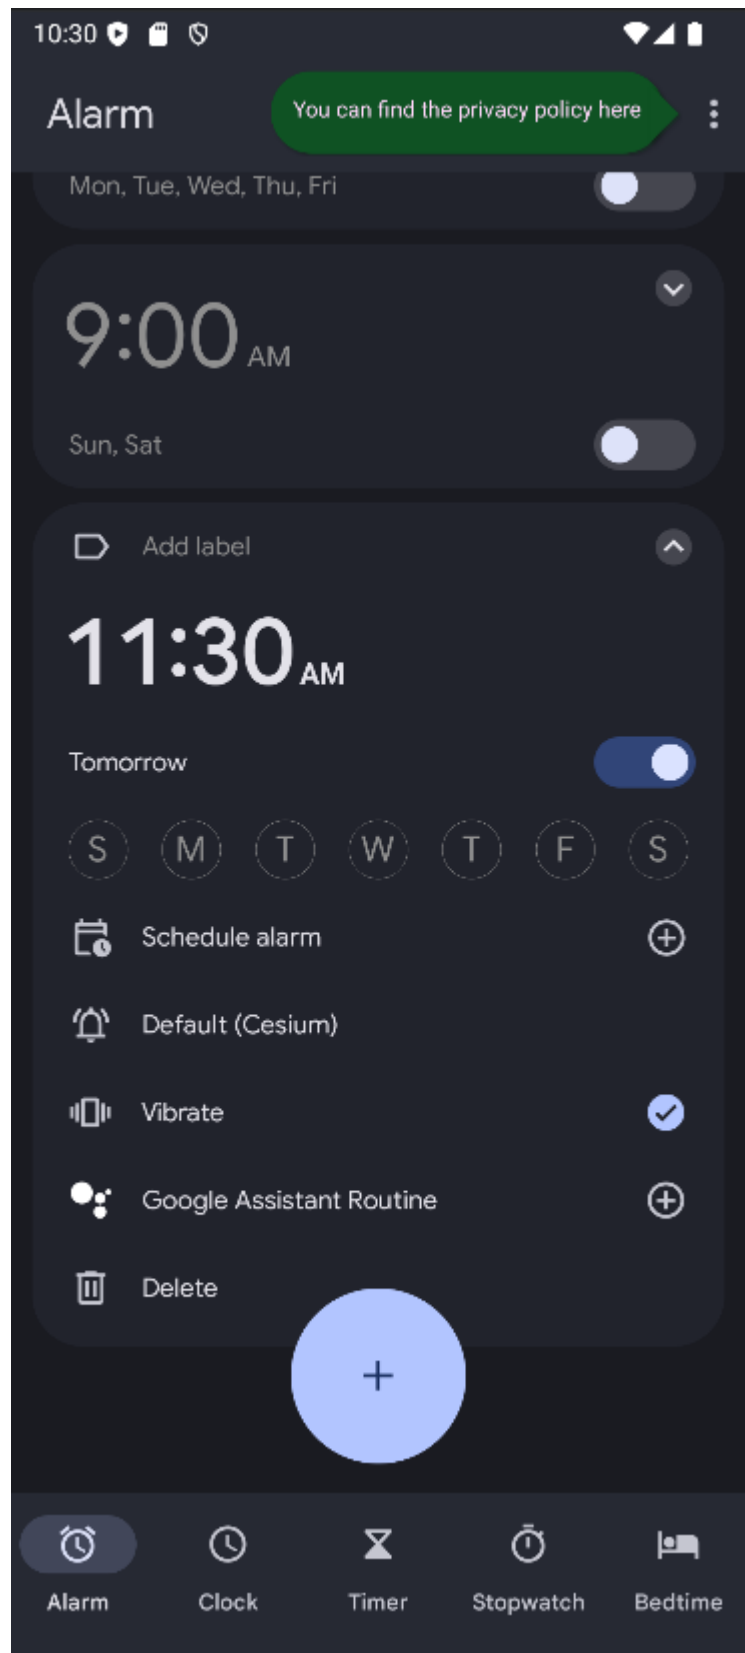 10:30
Alarm
You can find the privacy policy here
Mon, Tue, Wed, Thu, Fri
9:00 AM
Sun, Sat
Add label
11:30 AM
Tomorrow
S M T W T F S
Schedule alarm
Default (Cesium)
Vibrate
Google Assistant Routine
Delete
Alarm Clock Timer Stopwatch Bedtime